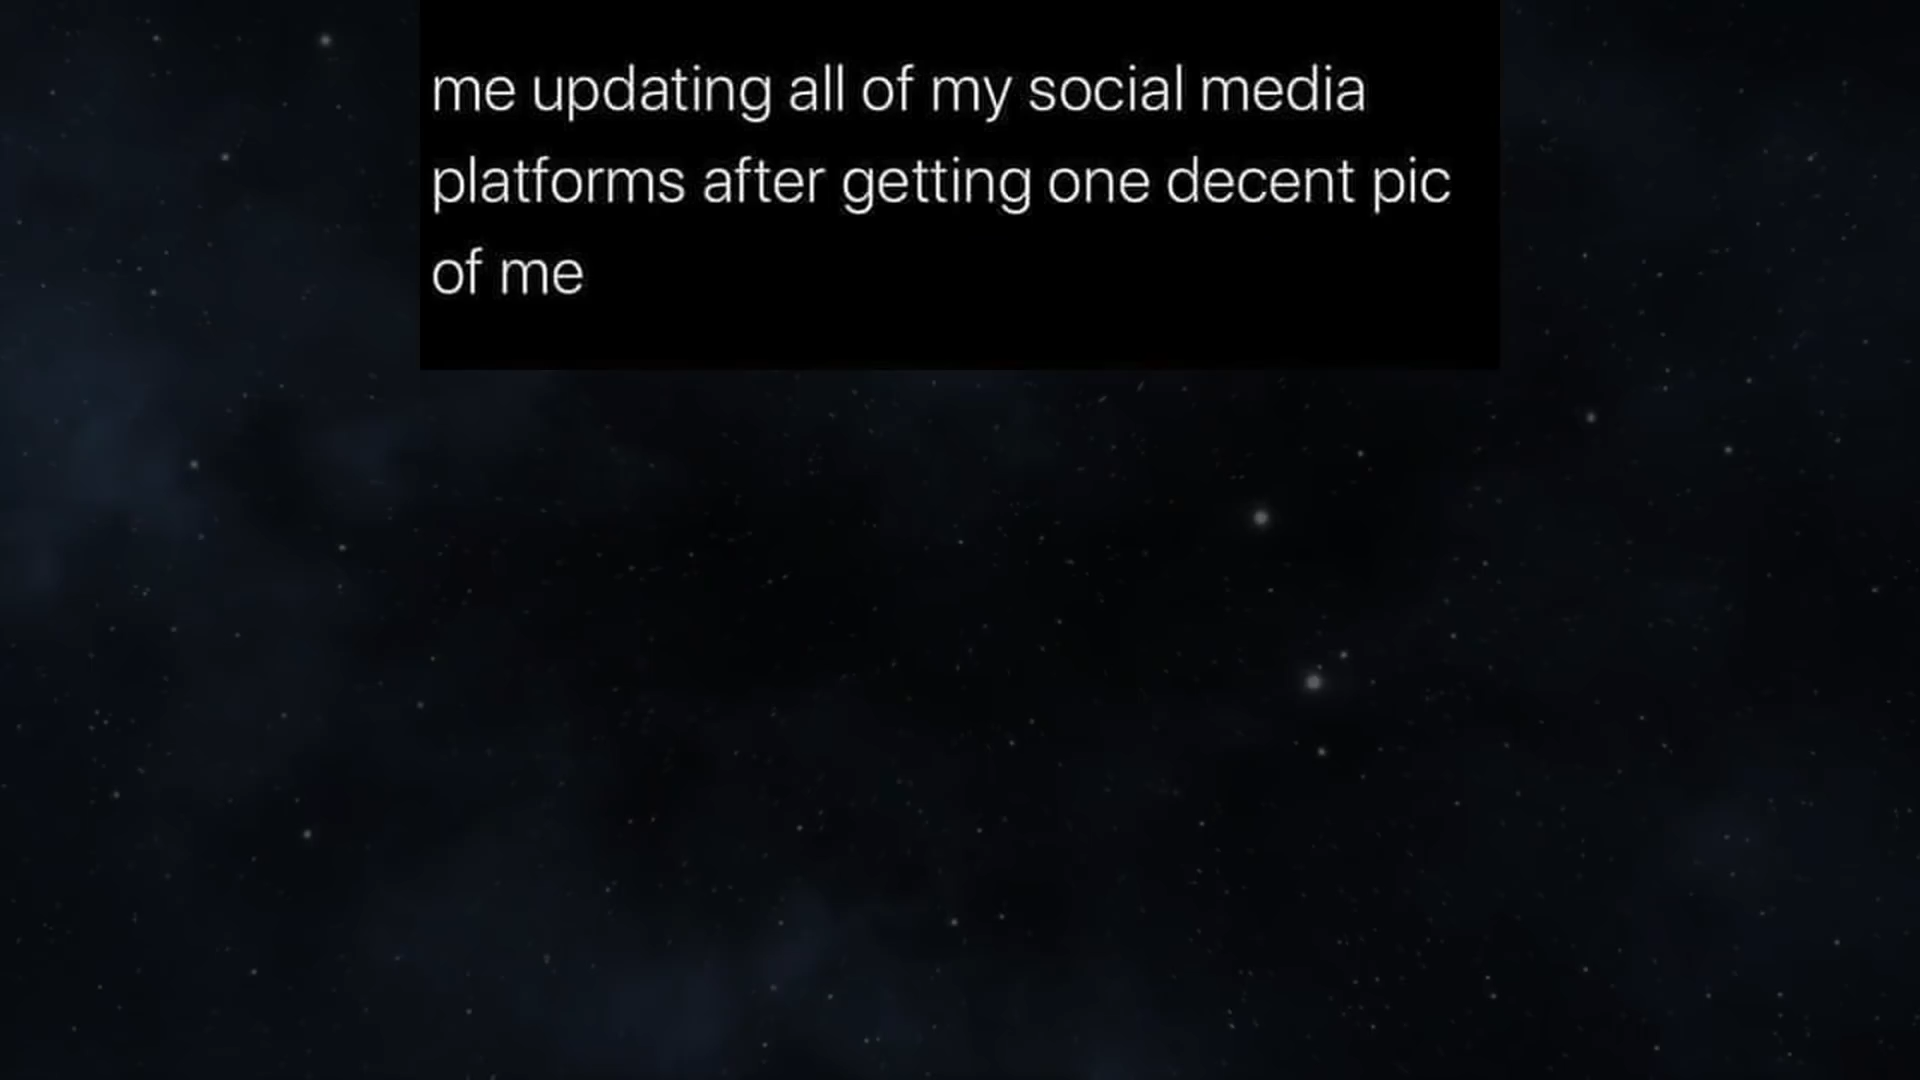 me updating all of my social media
platforms after getting one decent pic
of me